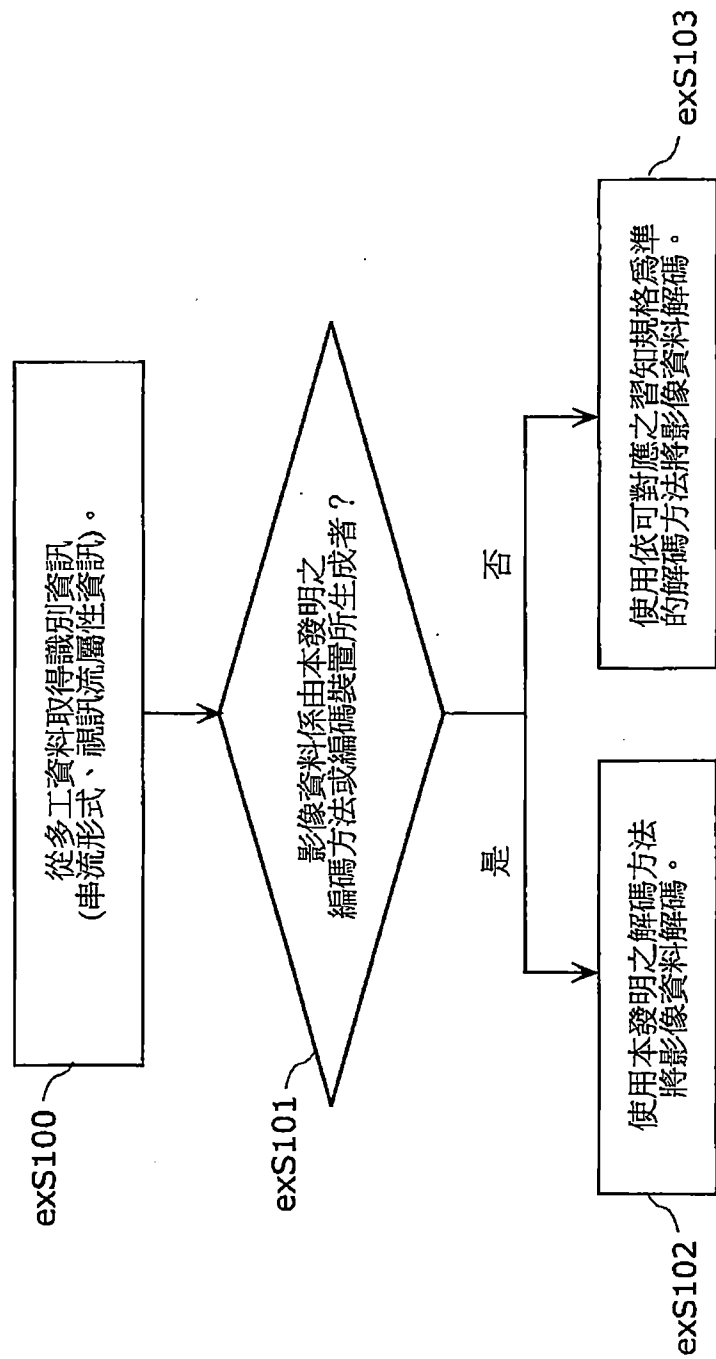 exS100
從多工資料取得識別資訊
(串流形式、視訊流屬性資訊)。
exS101
影像資料係由本發明之
編碼方法或編碼裝置所生成者？
是
否
exS102
使用本發明之解碼方法
將影像資料解碼。
exS103
使用依可對應之習知規格爲準
的解碼方法將影像資料解碼。